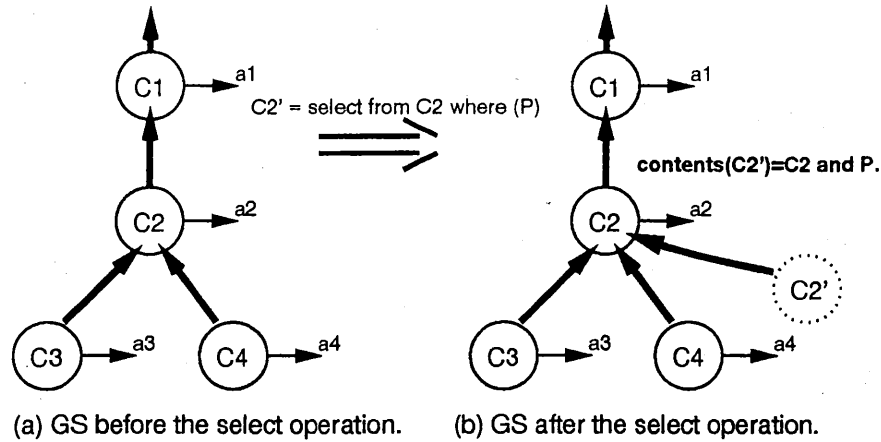 C1
a1
C2' = select from C2 where (P)
C2
a2
C3
a3
C4
a4
(a) GS before the select operation.
C1
a1
contents(C2')=C2 and P.
C2
a2
C2'
C3
a3
C4
a4
(b) GS after the select operation.